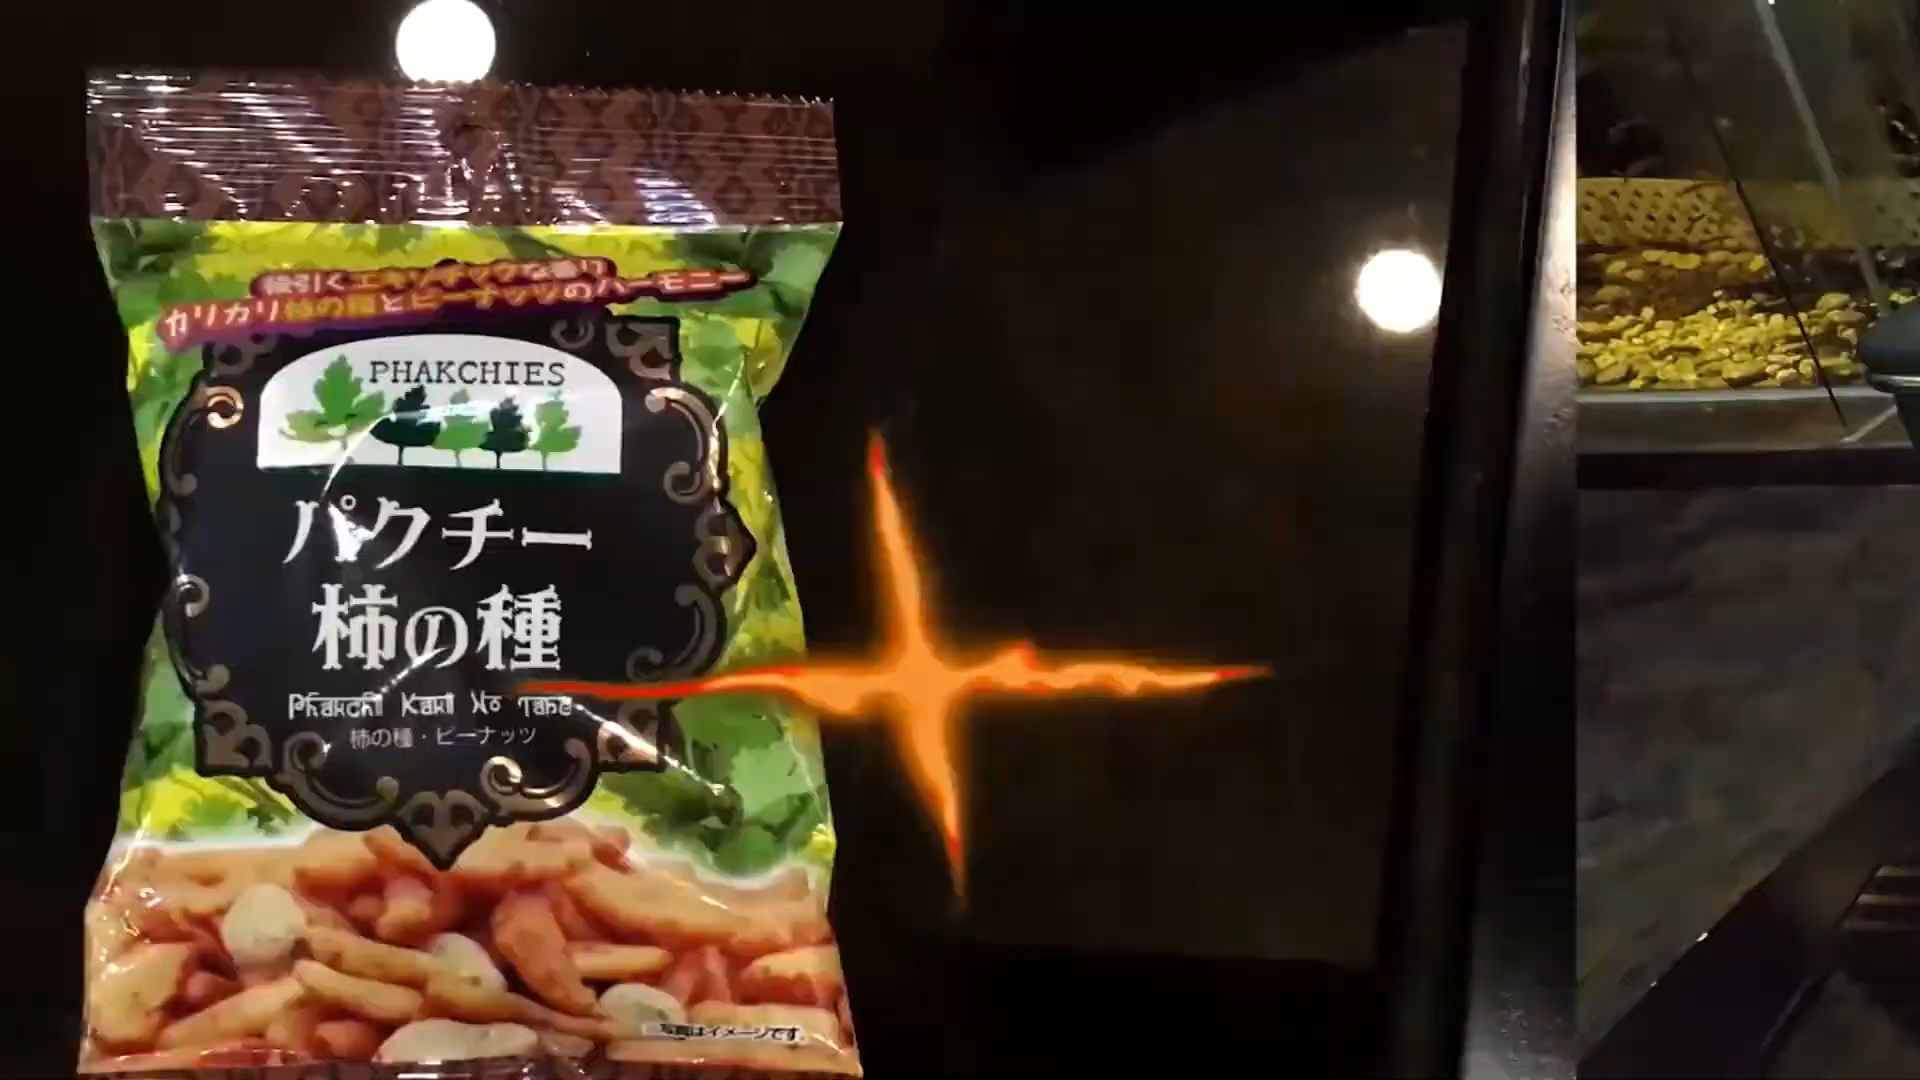 後引くエキゾチックな香り
カリカリ柿の種とピーナッツのハーモニー
PHAKCHIES
パクチー
柿の種
Phakchi Kaki No Tane
柿の種・ピーナッツ
写真はイメージです。